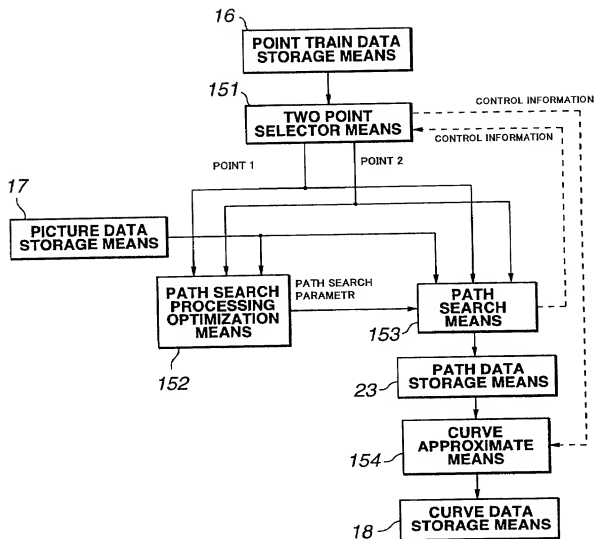 16
POINT TRAIN DATA
STORAGE MEANS
151
TWO POINT
SELECTOR MEANS
CONTROL INFORMATION
CONTROL INFORMATION
POINT 1
POINT 2
17
PICTURE DATA
STORAGE MEANS
PATH SEARCH
PROCESSING
OPTIMIZATION
MEANS
152
PATH SEARCH
PARAMETR
PATH
SEARCH
MEANS
153
PATH DATA
STORAGE MEANS
23
CURVE
APPROXIMATE
MEANS
154
CURVE DATA
STORAGE MEANS
18